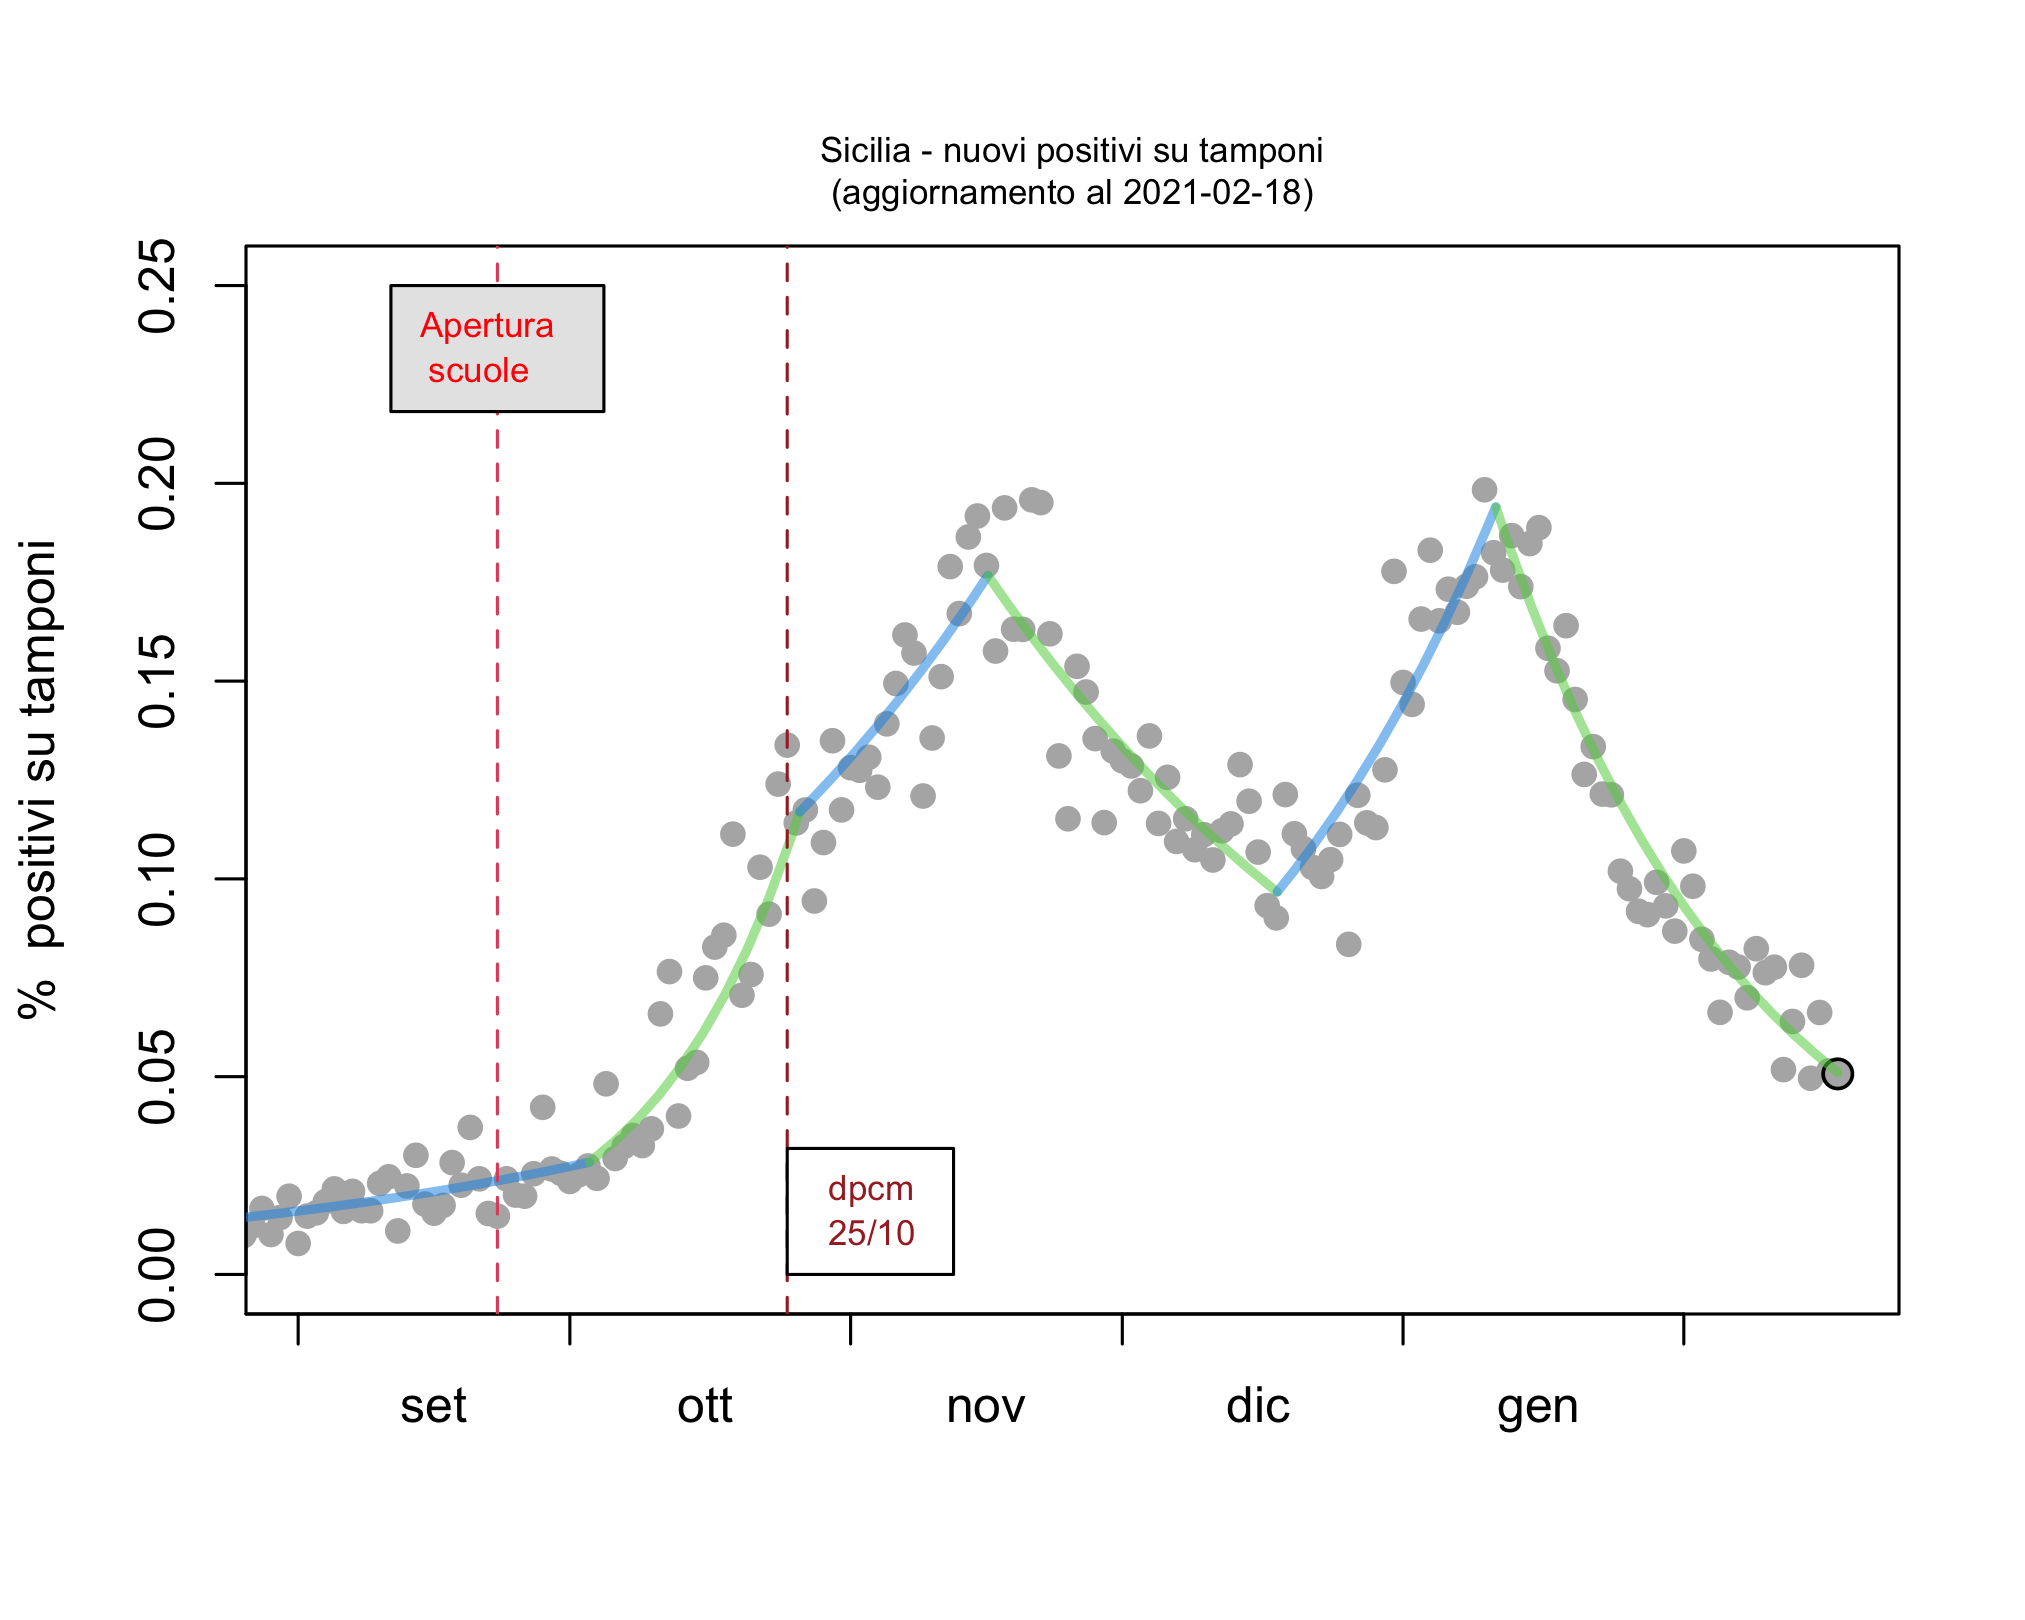 Sicilia - nuovi positivi su tamponi
(aggiornamento al 2021-02-18)
% positivi su tamponi
0.25
0.20
0.15
0.10
0.05
0.00
Apertura
scuole
dpcm
25/10
set
ott
nov
dic
gen